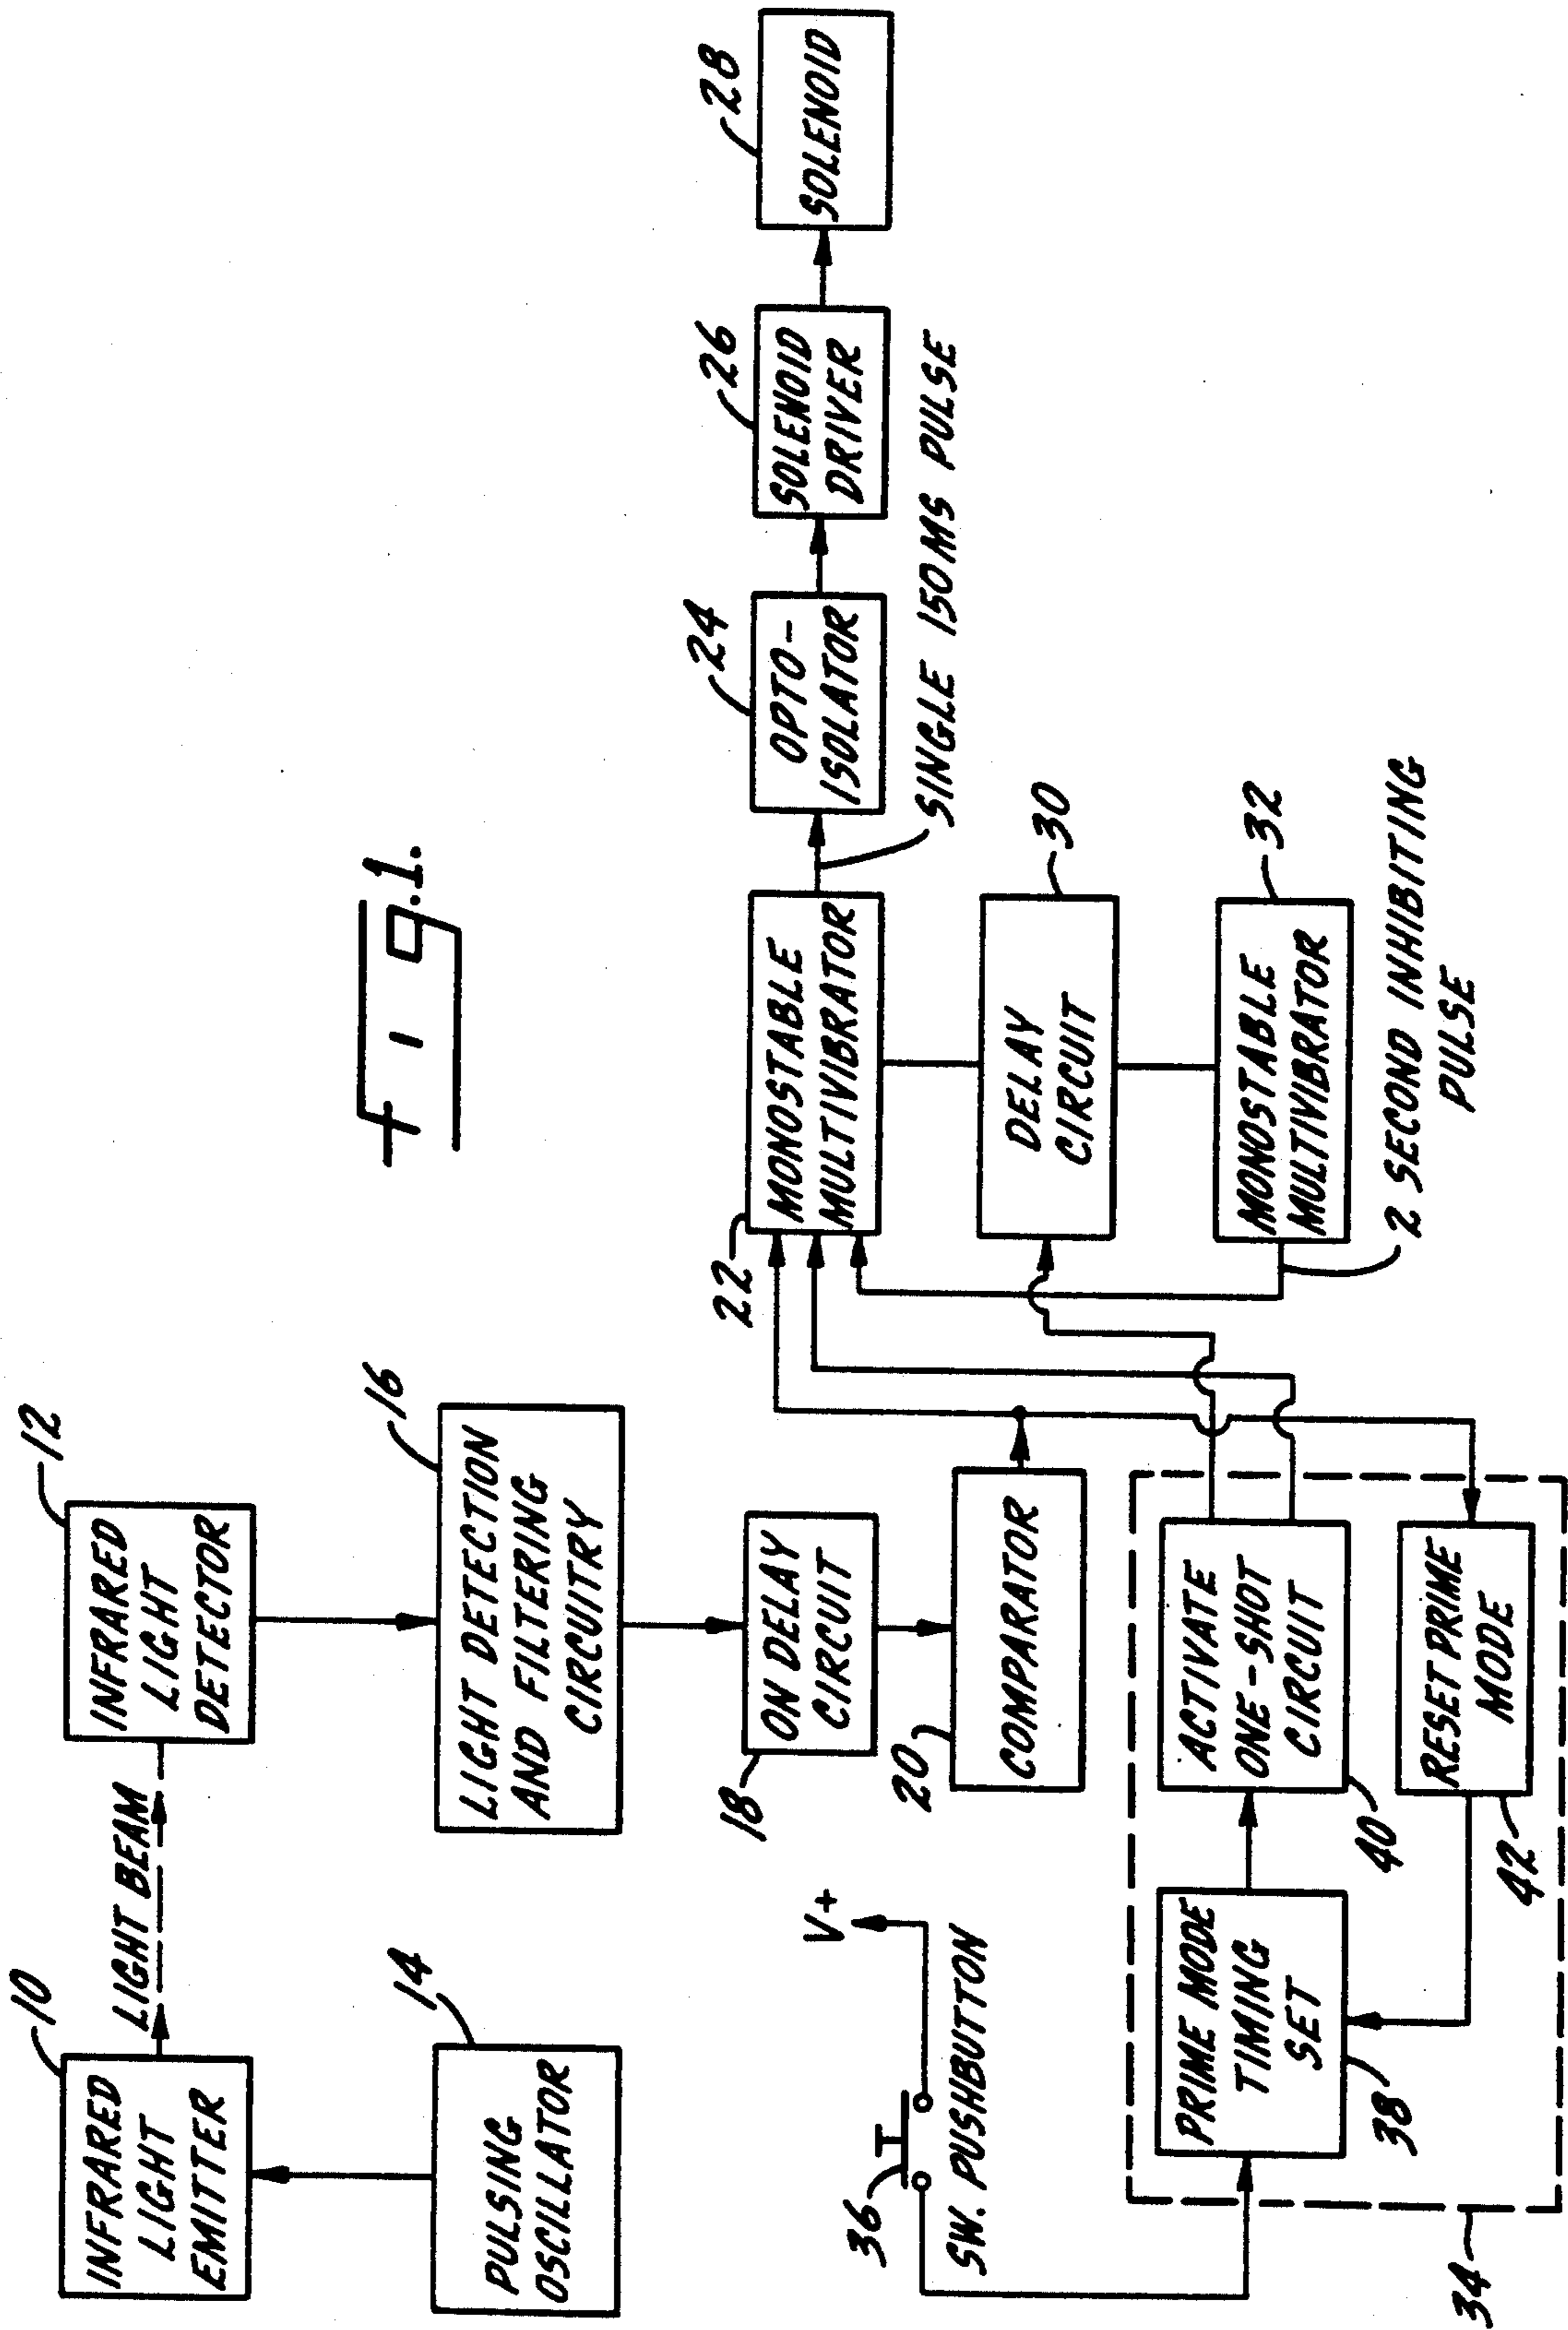 Fig.1.
10
INFRARED
LIGHT
EMITTER
LIGHT BEAM
12
INFRARED
LIGHT
DETECTOR
14
PULSING
OSCILLATOR
16
LIGHT DETECTION
AND FILTERING
CIRCUITRY
18
ON DELAY
CIRCUIT
20
COMPARATOR
22
MONOSTABLE
MULTIVIBRATOR
24
OPTO-
ISOLATOR
26
SOLENOID
DRIVER
28
SOLENOID
SINGLE 150MS PULSE
30
DELAY
CIRCUIT
32
MONOSTABLE
MULTIVIBRATOR
2 SECOND INHIBITING
PULSE
V+
36
SW. PUSHBUTTON
PRIME MODE
TIMING
SET
38
ACTIVATE
ONE-SHOT
CIRCUIT
40
RESET PRIME
MODE
42
34